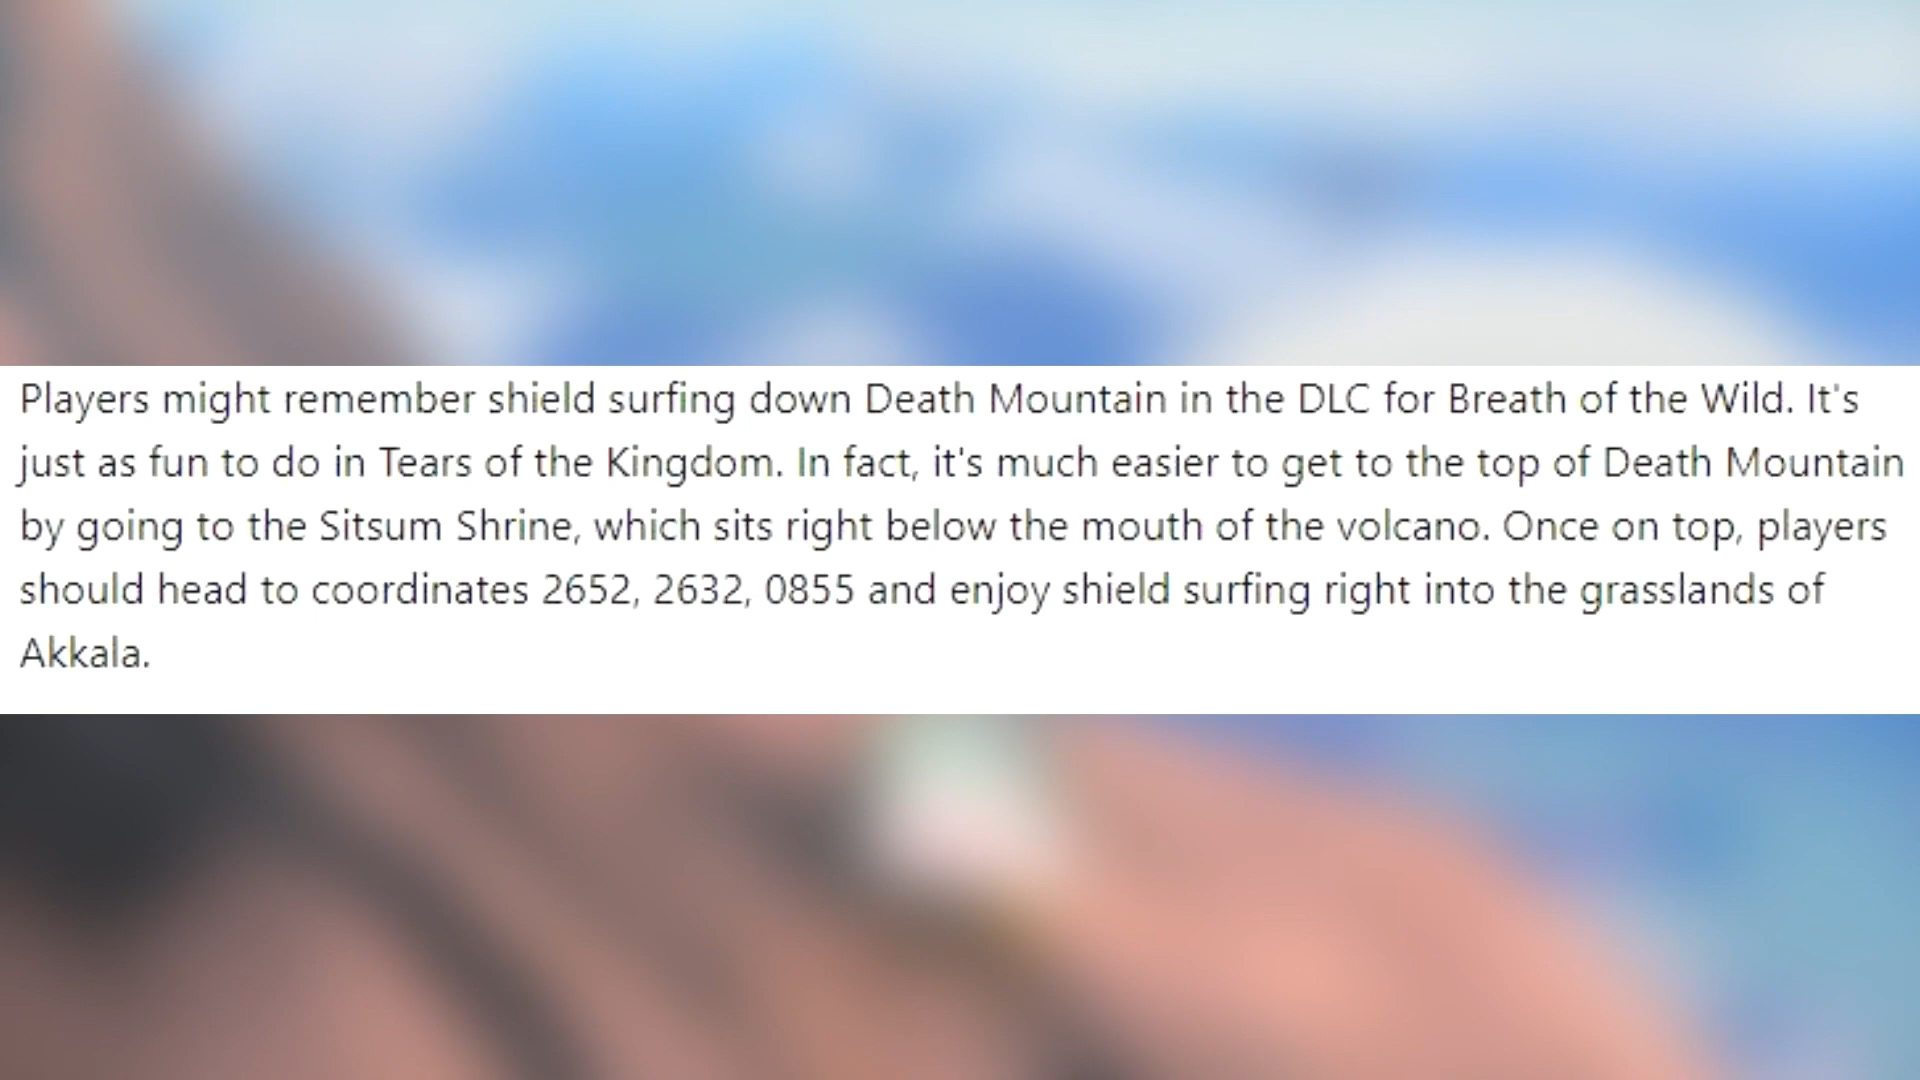 Players might remember shield surfing down Death Mountain in the DLC for Breath of the Wild. It's
just as fun to do in Tears of the Kingdom. In fact, it's much easier to get to the top of Death Mountain
by going to the Sitsum Shrine, which sits right below the mouth of the volcano. Once on top, players
should head to coordinates 2652, 2632, 0855 and enjoy shield surfing right into the grasslands of
Akkala.